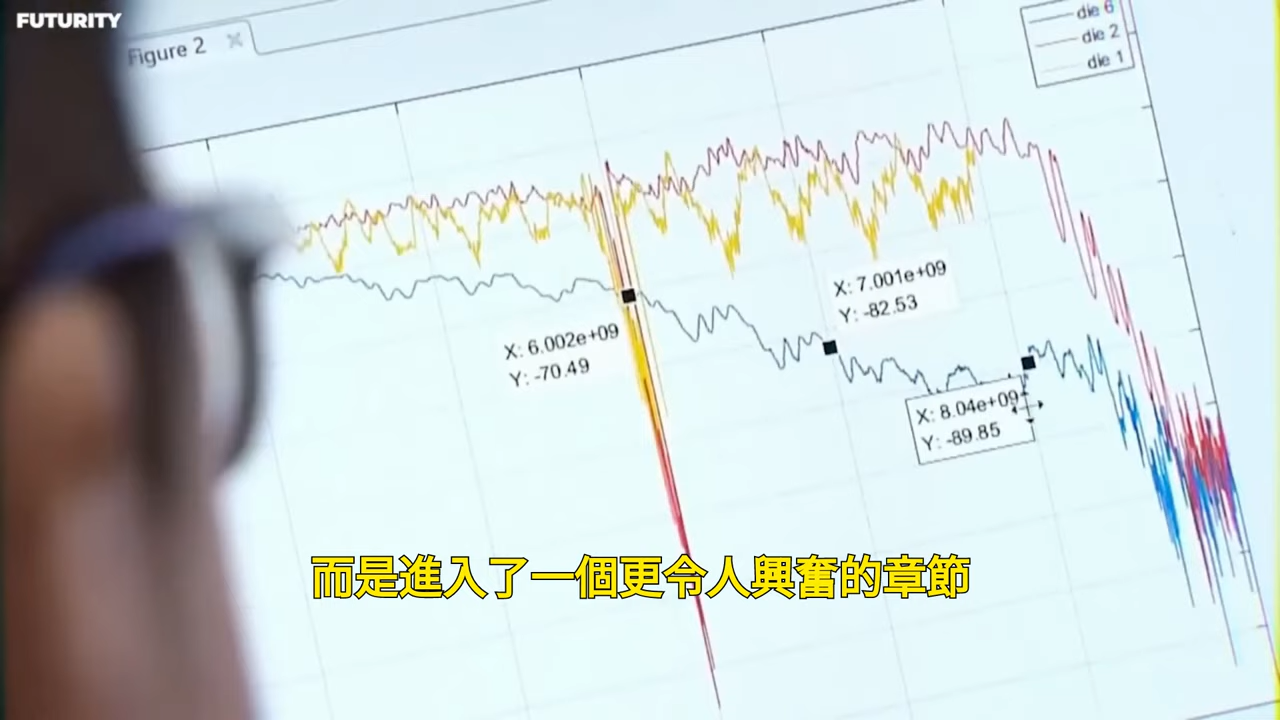 FUTURITY
Figure 2
die 6
die 2
die 1
X: 7.001e+09
Y: -82.53
X: 6.002e+09
Y: -70.49
X: 8.04e+09
Y: -89.85
而是進入了一個更令人興奮的章節